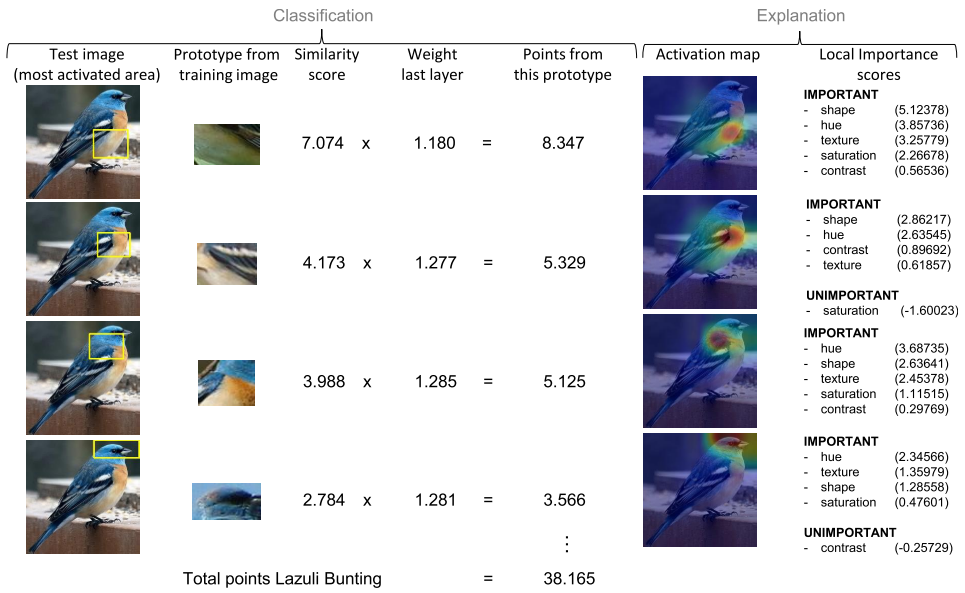 Classification
Explanation
Test image
(most activated area)
Prototype from
training image
Similarity
score
Weight
last layer
Points from
this prototype
Activation map
Local Importance
scores
7.074 x 1.180 = 8.347
IMPORTANT
- shape (5.12378)
- hue (3.85736)
- texture (3.25779)
- saturation (2.26678)
- contrast (0.56536)
4.173 x 1.277 = 5.329
IMPORTANT
- shape (2.86217)
- hue (2.63545)
- contrast (0.89692)
- texture (0.61857)
UNIMPORTANT
- saturation (-1.60023)
3.988 x 1.285 = 5.125
IMPORTANT
- hue (3.68735)
- shape (2.63641)
- texture (2.45378)
- saturation (1.11515)
- contrast (0.29769)
2.784 x 1.281 = 3.566
IMPORTANT
- hue (2.34566)
- texture (1.35979)
- shape (1.28558)
- saturation (0.47601)
UNIMPORTANT
- contrast (-0.25729)
⋮
Total points Lazuli Bunting = 38.165